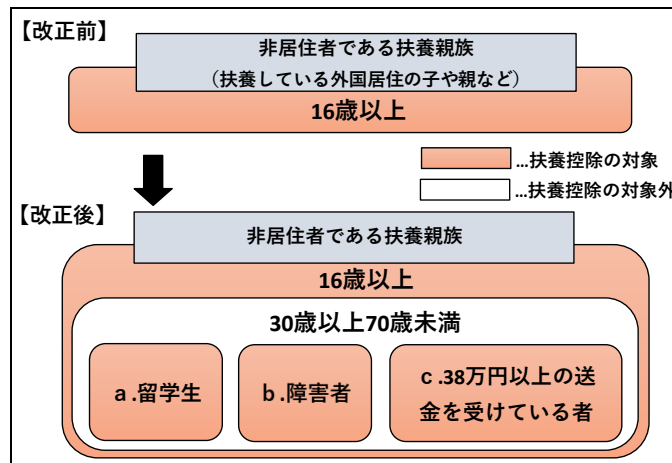 【改正前】
非居住者である扶養親族
（扶養している外国居住の子や親など）
16歳以上
…扶養控除の対象
…扶養控除の対象外
【改正後】
非居住者である扶養親族
16歳以上
30歳以上70歳未満
ａ.留学生
ｂ.障害者
ｃ.38万円以上の送
金を受けている者